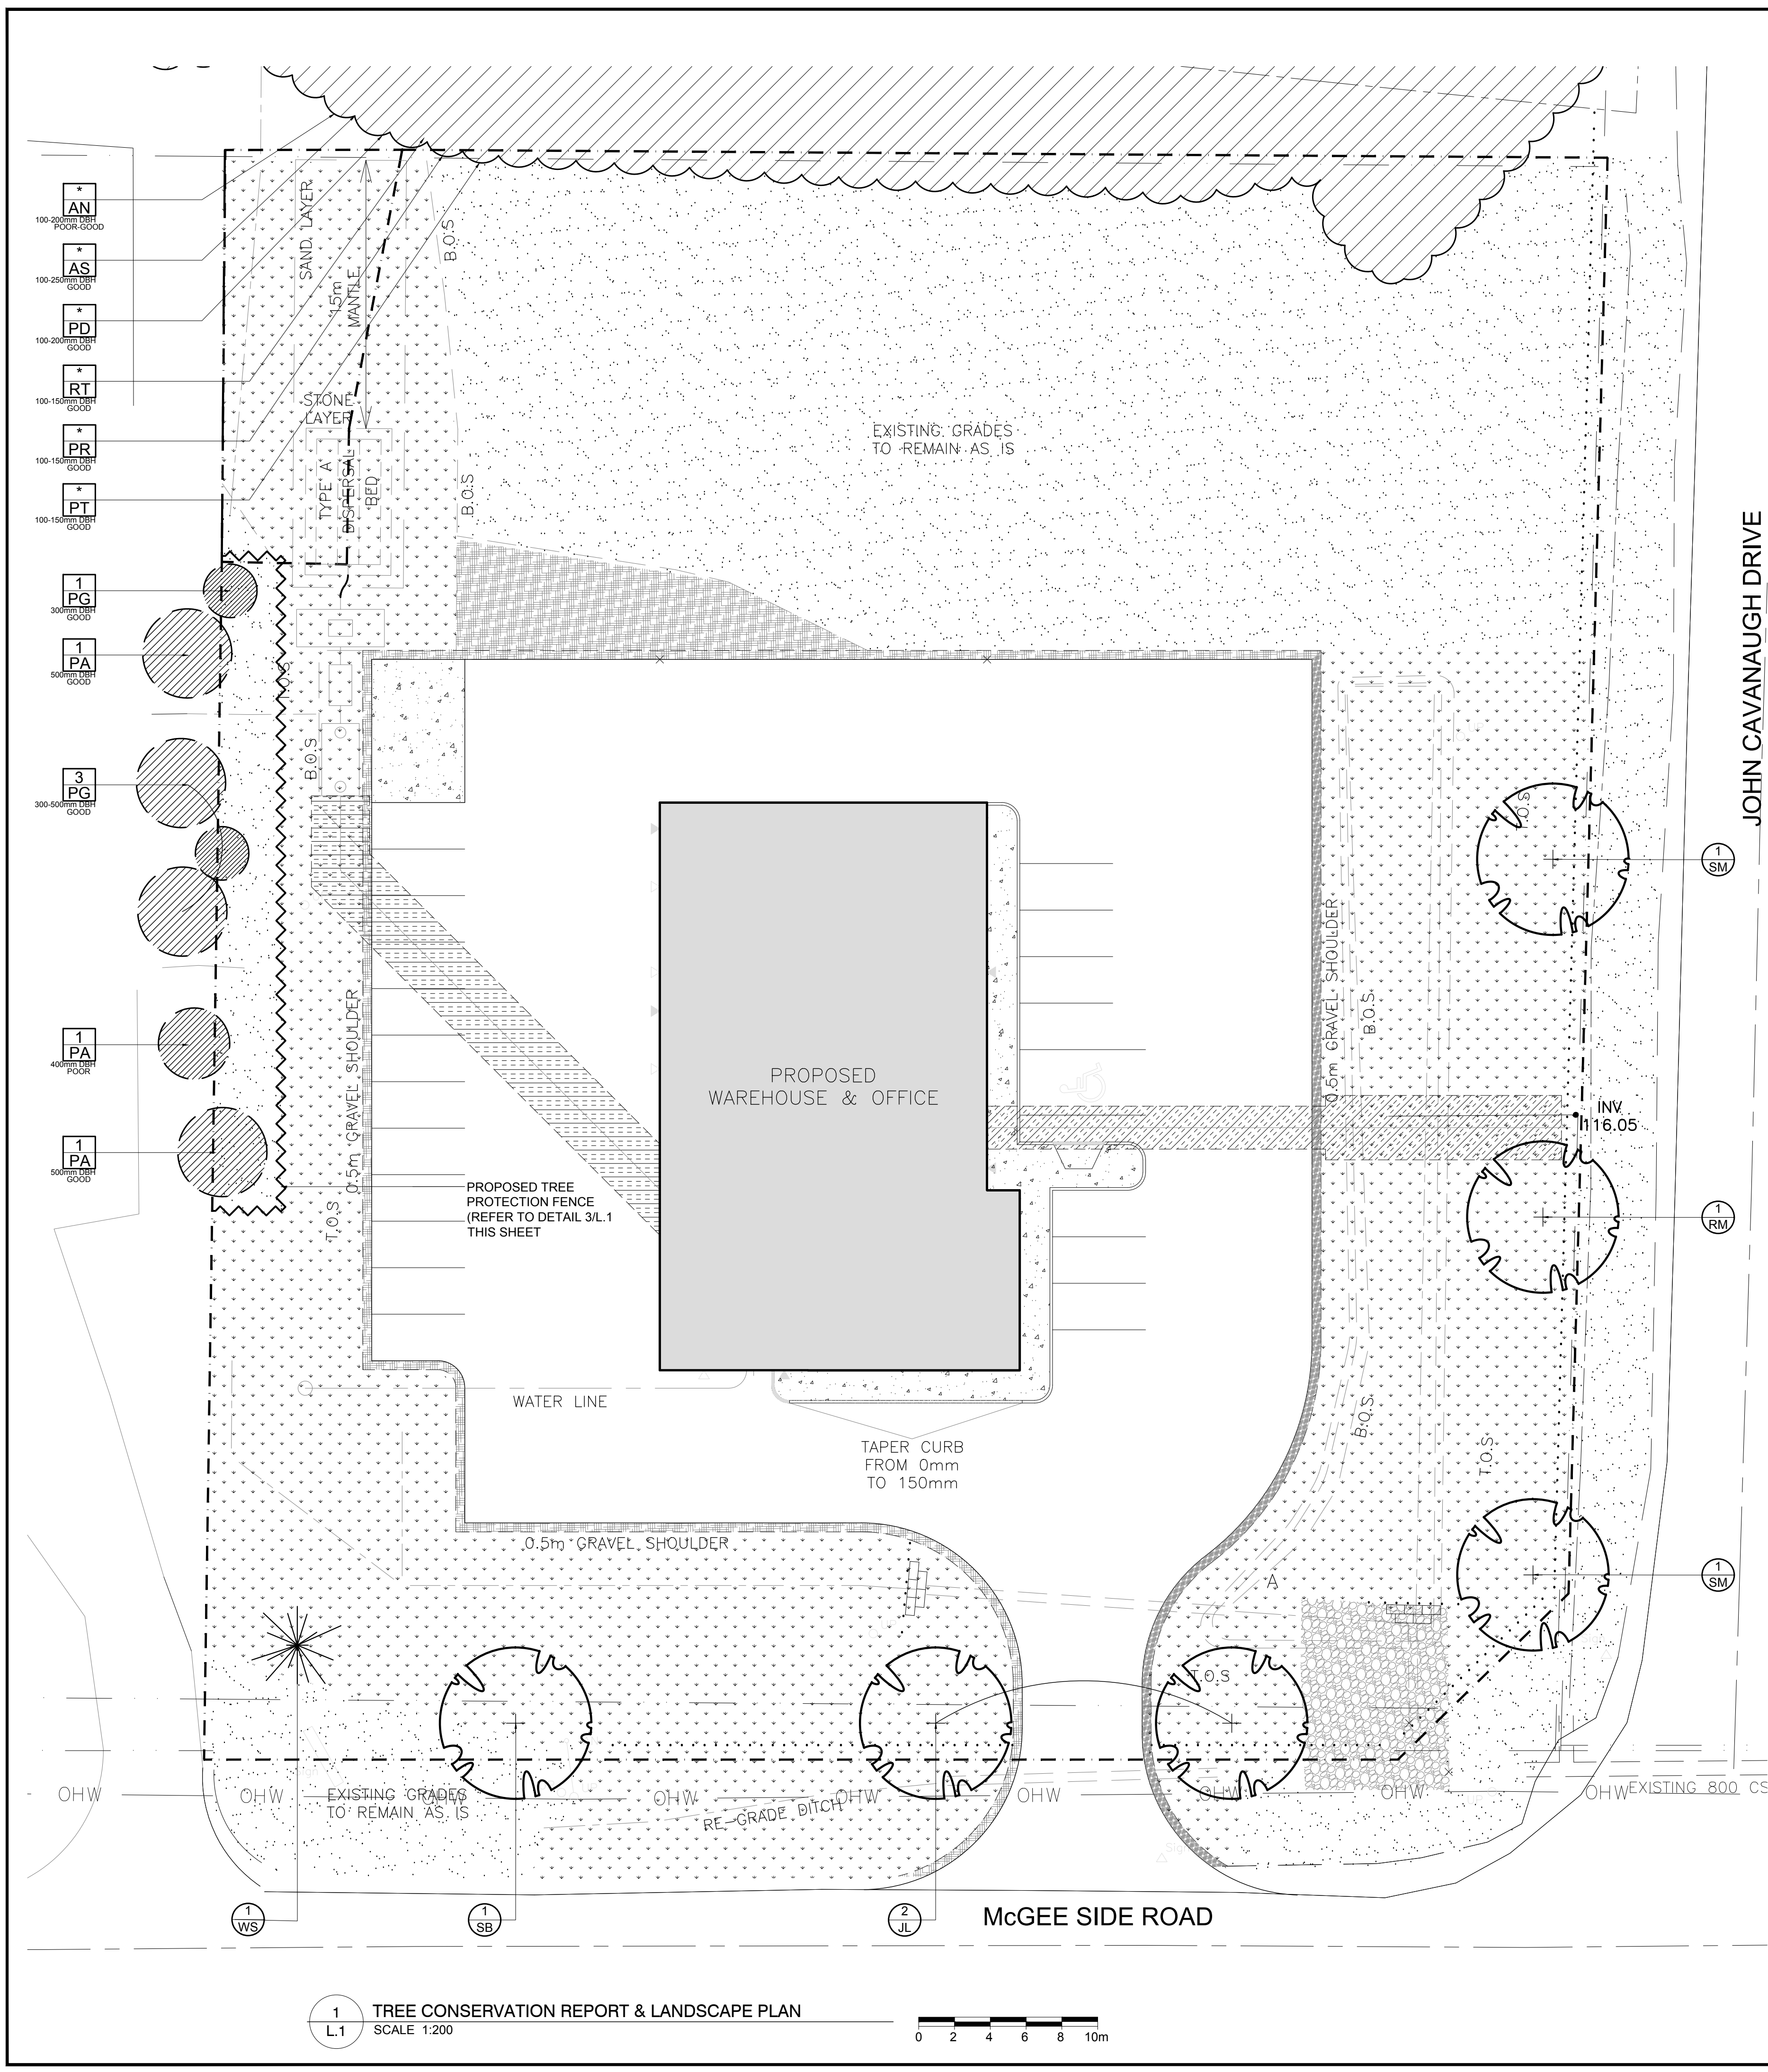 *
AN
100-200mm DBH
POOR-GOOD
*
AS
100-250mm DBH
GOOD
*
PD
100-200mm DBH
GOOD
*
RT
100-150mm DBH
GOOD
*
PR
100-150mm DBH
GOOD
*
PT
100-150mm DBH
GOOD
1
PG
300mm DBH
GOOD
1
PA
500mm DBH
GOOD
3
PG
300-500mm DBH
GOOD
1
PA
400mm DBH
POOR
1
PA
500mm DBH
GOOD
SAND LAYER
15m
MANTLE
B.O.S
STONE
LAYER
TYPE A
DISPERSAL
BED
B.O.S
EXISTING GRADES
TO REMAIN AS IS
JOHN CAVANAUGH DRIVE
T.O.S
B.O.S
T.O.S
1
SM
0.5m GRAVEL SHOULDER
0.5m GRAVEL SHOULDER
B.O.S
PROPOSED
WAREHOUSE & OFFICE
INV
116.05
PROPOSED TREE
PROTECTION FENCE
(REFER TO DETAIL 3/L.1
THIS SHEET
T.O.S
1
RM
WATER LINE
B.O.S
T.O.S
TAPER CURB
FROM 0mm
TO 150mm
0.5m GRAVEL SHOULDER
A
1
SM
T.O.S
OHW
OHW
EXISTING GRADES
TO REMAIN AS IS
OHW
OHW
OHW
RE-GRADE DITCH
OHW
OHW
OHW
OHW
EXISTING 800 CS
Sign
1
WS
1
SB
2
JL
McGEE SIDE ROAD
1
L.1
TREE CONSERVATION REPORT & LANDSCAPE PLAN
SCALE 1:200
0 2 4 6 8 10m